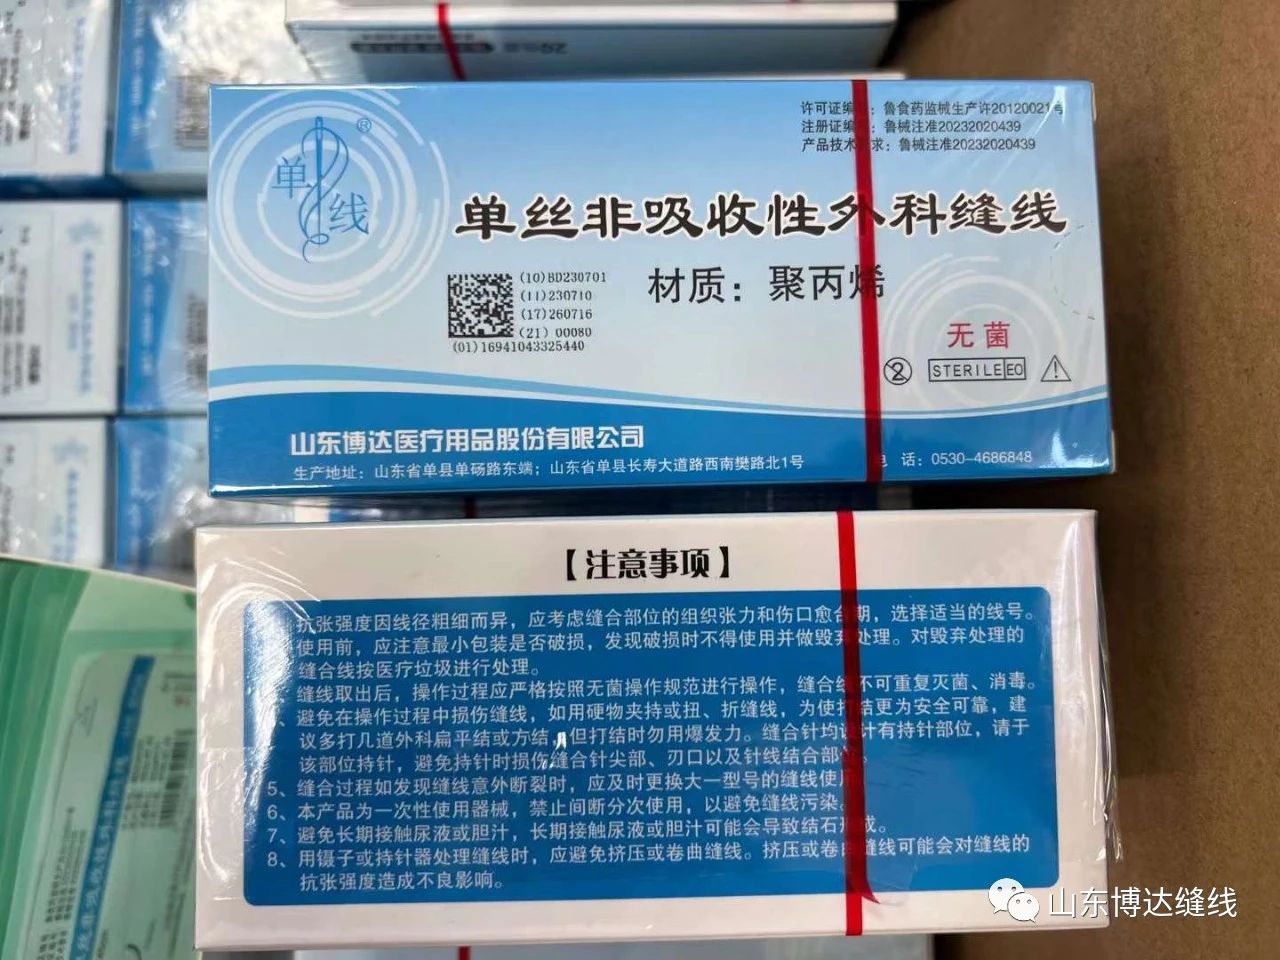 单线®
许可证编 ：鲁食药监械生产许20120021号
注册证编 ：鲁械注准20232020439
产品技术 求：鲁械注准20232020439
单丝非吸收性外科缝线
材质：聚丙烯
(10)BD230701
(11)230710
(17)260716
(21) 00080
(01)16941043325440
无菌
STERILE EO
山东博达医疗用品股份有限公司
生产地址：山东省单县单砀路东端；山东省单县长寿大道路西南樊路北1号
电 话：0530-4686848
【注意事项】
抗张强度因线径粗细而异，应考虑缝合部位的组织张力和伤口愈合期，选择适当的线号。
使用前，应注意最小包装是否破损，发现破损时不得使用并做毁弃处理。对毁弃处理的
缝合线按医疗垃圾进行处理。
缝线取出后，操作过程应严格按照无菌操作规范进行操作，缝合线不可重复灭菌、消毒。
、避免在操作过程中损伤缝线，如用硬物夹持或扭、折缝线，为使打结更为安全可靠，建
议多打几道外科扁平结或方结，但打结时勿用爆发力。缝合针均设计有持针部位，请于
该部位持针，避免持针时损伤缝合针尖部、刃口以及针线结合部位。
5、缝合过程如发现缝线意外断裂时，应及时更换大一型号的缝线使用
6、本产品为一次性使用器械，禁止间断分次使用，以避免缝线污染。
7、避免长期接触尿液或胆汁，长期接触尿液或胆汁可能会导致结石形成。
8、用镊子或持针器处理缝线时，应避免挤压或卷曲缝线。挤压或卷曲缝线可能会对缝线的
抗张强度造成不良影响。
山东博达缝线